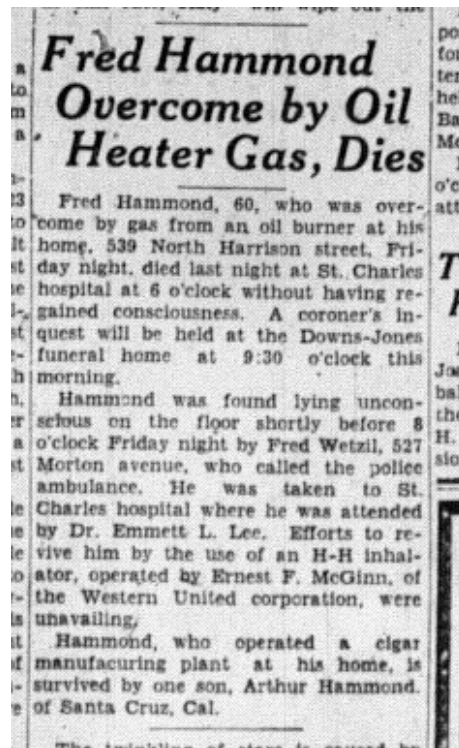 Fred Hammond
Overcome by Oil
Heater Gas, Dies
Fred Hammond, 60, who was over-
come by gas from an oil burner at his
home, 539 North Harrison street, Fri-
day night, died last night at St. Charles
hospital at 6 o'clock without having re-
gained consciousness. A coroner's in-
quest will be held at the Downs-Jones
funeral home at 9:30 o'clock this
morning.
Hammond was found lying uncon-
scious on the floor shortly before 8
o'clock Friday night by Fred Wetzil, 527
Morton avenue, who called the police
ambulance. He was taken to St.
Charles hospital where he was attended
by Dr. Emmett L. Lee. Efforts to re-
vive him by the use of an H-H inhal-
ator, operated by Ernest F. McGinn, of
the Western United corporation, were
unavailing.
Hammond, who operated a cigar
manufacuring plant at his home, is
survived by one son, Arthur Hammond.
of Santa Cruz, Cal.